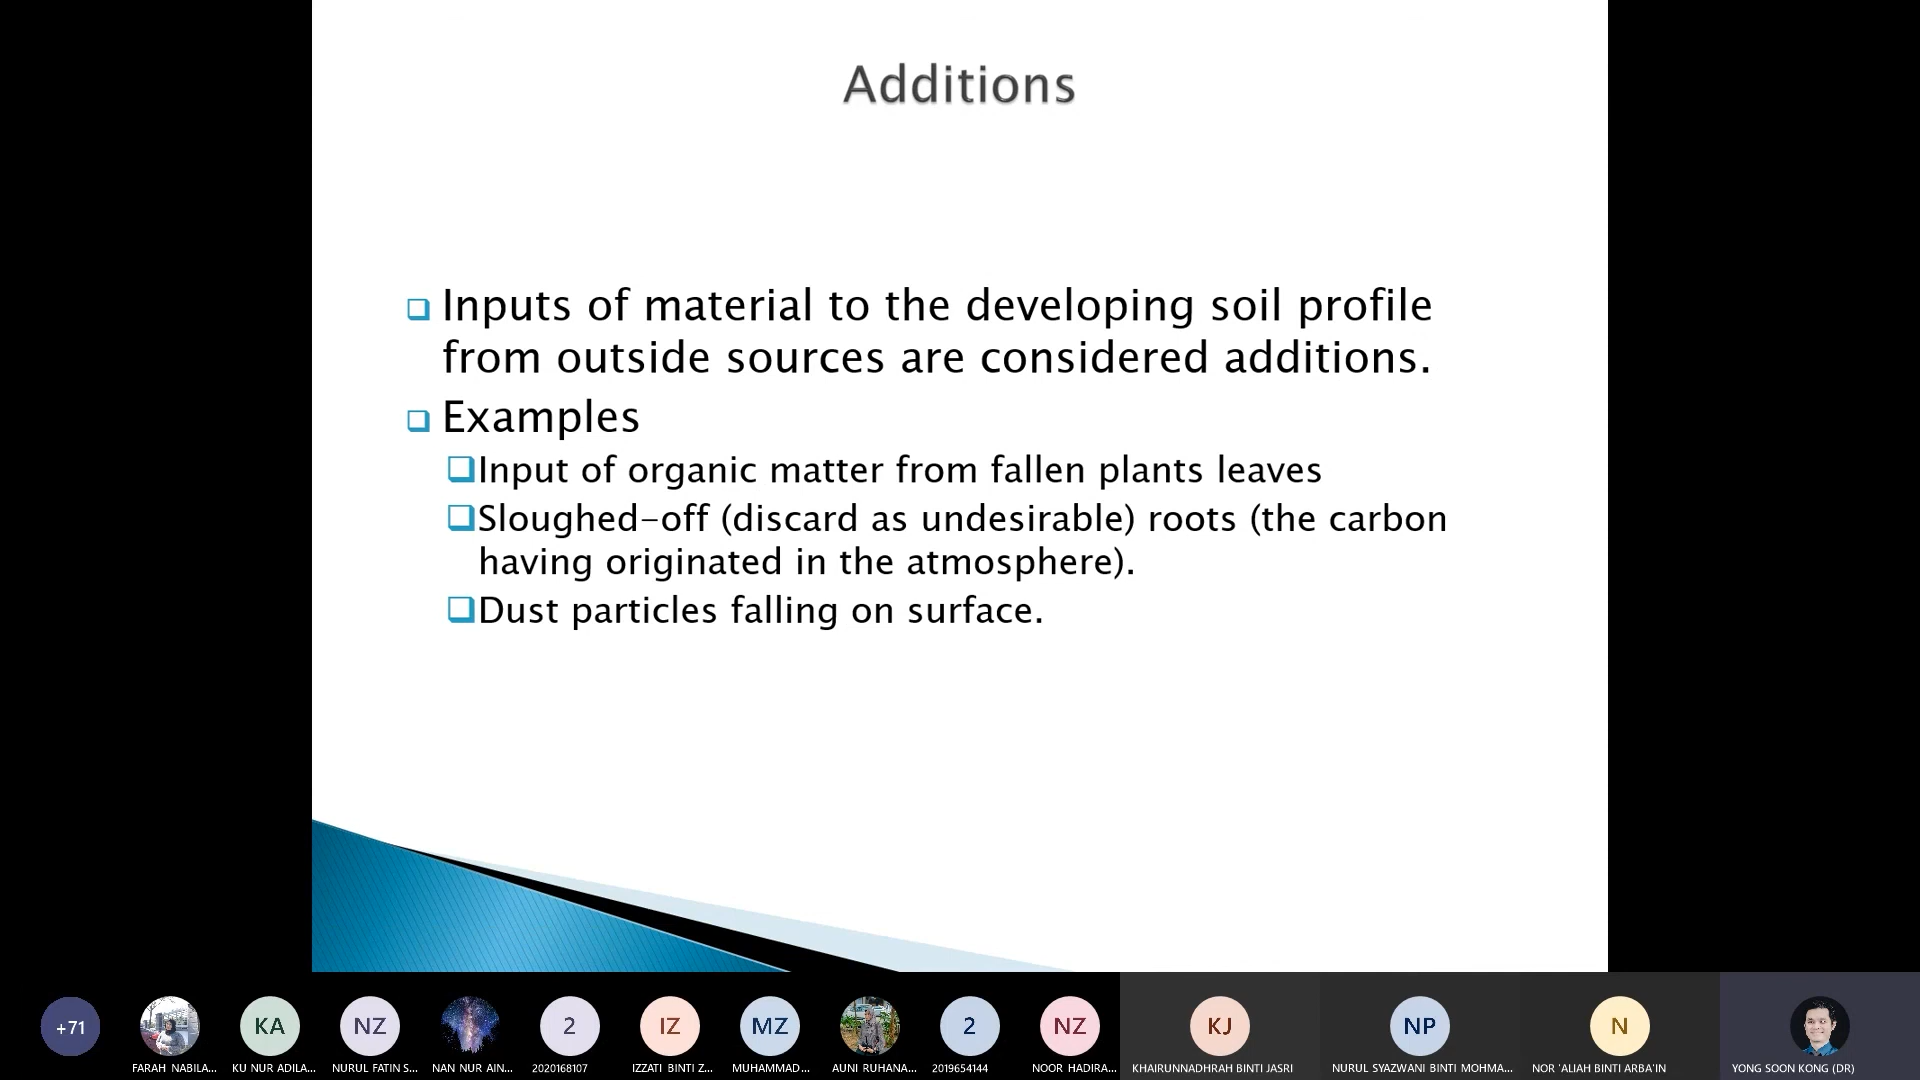 Additions
Inputs of material to the developing soil profile
from outside sources are considered additions.
Examples
Input of organic matter from fallen plants leaves
Sloughed-off (discard as undesirable) roots (the carbon
having originated in the atmosphere).
Dust particles falling on surface.
+71
KA
NZ
2
IZ
MZ
2
NZ
KJ
NP
N
FARAH NABILA...
KU NUR ADILA...
NURUL FATIN S...
NAN NUR AIN...
2020168107
IZZATI BINTI Z...
MUHAMMAD...
AUNI RUHANA...
2019654144
NOOR HADIRA...
KHAIRUNNADHRAH BINTI JASRI
NURUL SYAZWANI BINTI MOHMA...
NOR 'ALIAH BINTI ARBA'IN
YONG SOON KONG (DR)